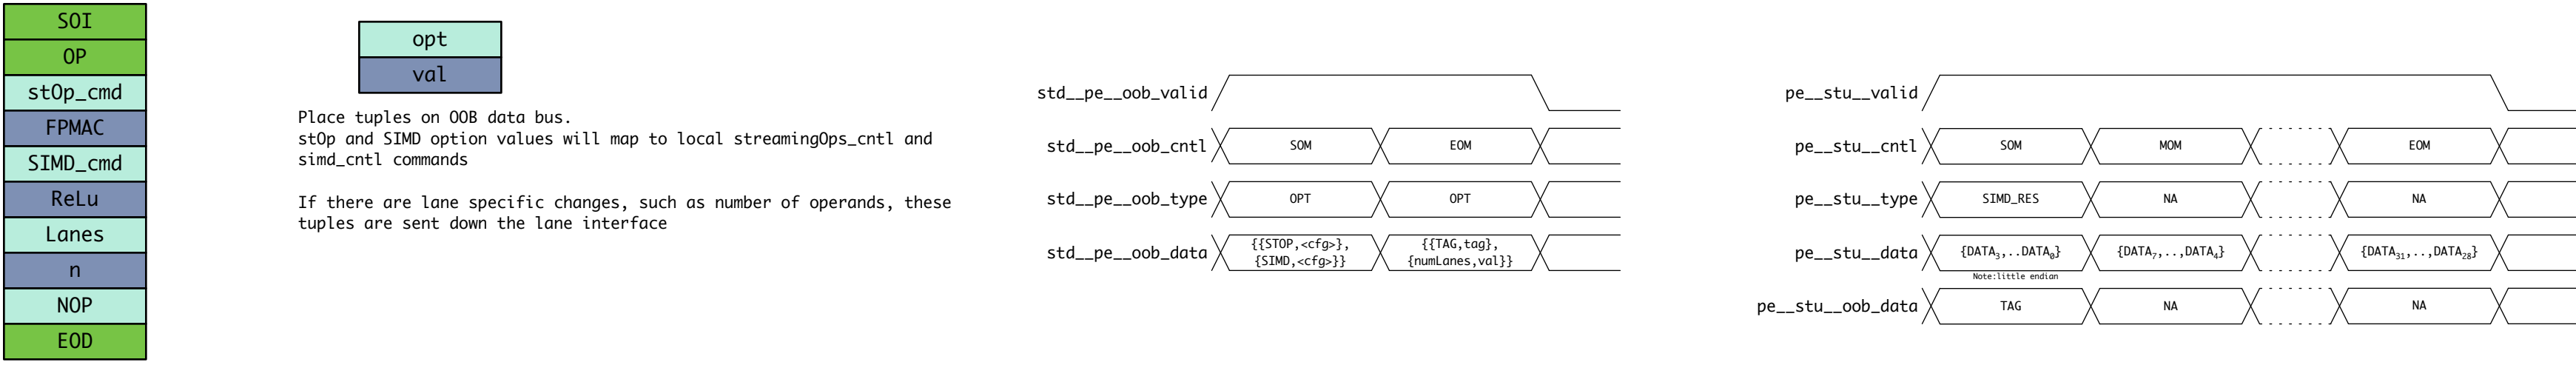 SOI
OP
stOp_cmd
FPMAC
SIMD_cmd
ReLu
Lanes
n
NOP
EOD
opt
val
Place tuples on OOB data bus.
stOp and SIMD option values will map to local streamingOps_cntl and
simd_cntl commands
If there are lane specific changes, such as number of operands, these
tuples are sent down the lane interface
std__pe__oob_valid
std__pe__oob_cntl SOM EOM
std__pe__oob_type OPT OPT
std__pe__oob_data {{STOP,<cfg>}, {{TAG,tag},
{SIMD,<cfg>}} {numLanes,val}}
pe__stu__valid
pe__stu__cntl SOM MOM EOM
pe__stu__type SIMD_RES NA NA
pe__stu__data {DATA₃,..DATA₀} {DATA₇,..,DATA₄} {DATA₃₁,..,DATA₂₈}
Note:little endian
pe__stu__oob_data TAG NA NA